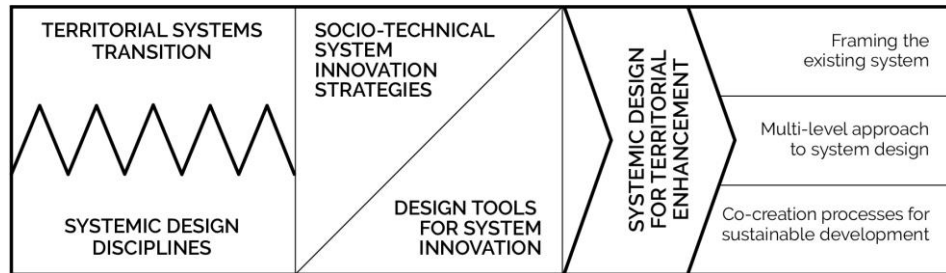 TERRITORIAL SYSTEMS
TRANSITION
SYSTEMIC DESIGN
DISCIPLINES
SOCIO-TECHNICAL
SYSTEM
INNOVATION
STRATEGIES
DESIGN TOOLS
FOR SYSTEM
INNOVATION
SYSTEMIC DESIGN
FOR TERRITORIAL
ENHANCEMENT
Framing the
existing system
Multi-level approach
to system design
Co-creation processes for
sustainable development